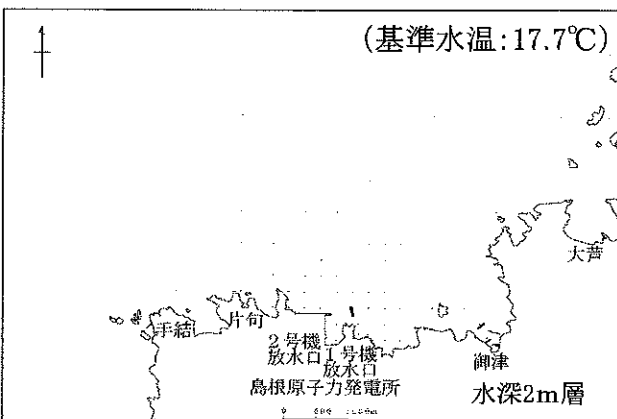 (基準水温:17.7℃)
大芦
手結
片句
2号機
放水口
1号機
放水口
御津
島根原子力発電所
水深2m層